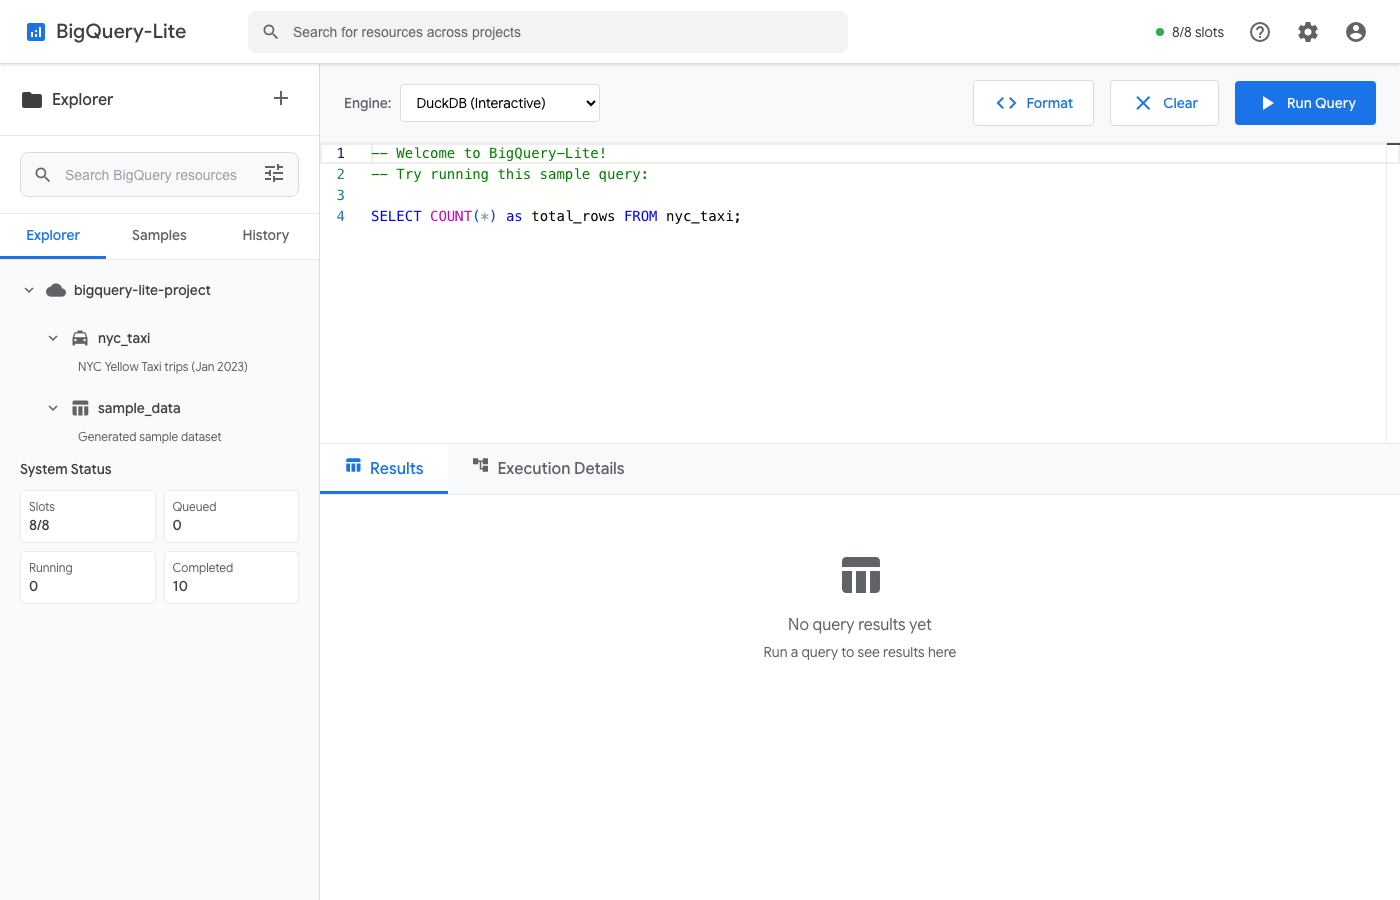 BigQuery-Lite
Search for resources across projects
8/8 slots
Explorer
Search BigQuery resources
Explorer Samples History
bigquery-lite-project
nyc_taxi
NYC Yellow Taxi trips (Jan 2023)
sample_data
Generated sample dataset
System Status
Slots
8/8
Queued
0
Running
0
Completed
10
Engine: DuckDB (Interactive) Format Clear Run Query
1 -- Welcome to BigQuery-Lite!
2 -- Try running this sample query:
3
4 SELECT COUNT(*) as total_rows FROM nyc_taxi;
Results Execution Details
No query results yet
Run a query to see results here